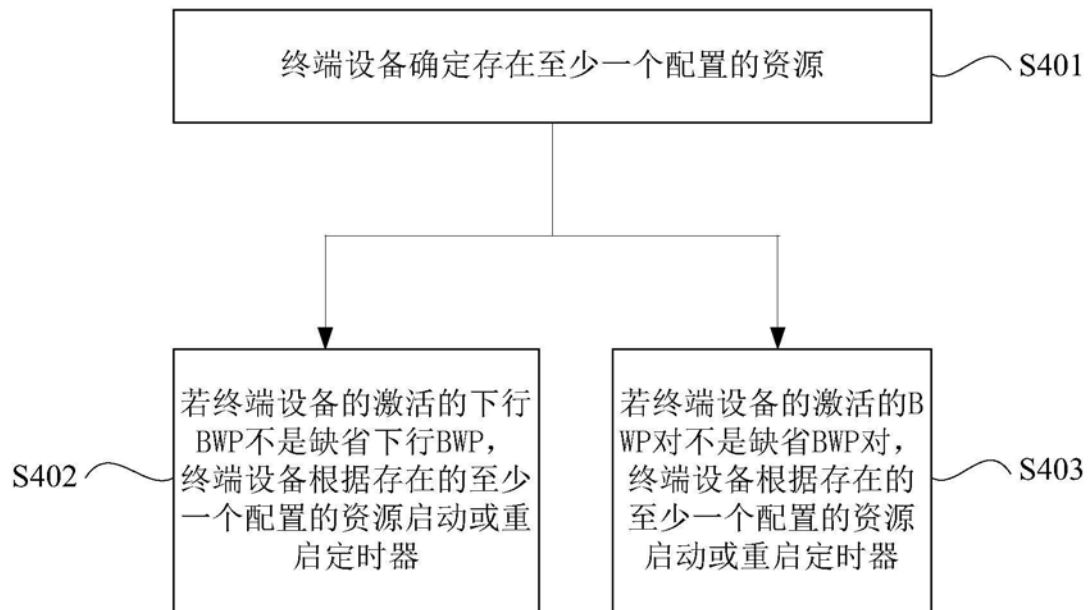 终端设备确定存在至少一个配置的资源
S401
若终端设备的激活的下行
BWP不是缺省下行BWP，
终端设备根据存在的至少
一个配置的资源启动或重
启定时器
S402
若终端设备的激活的B
WP对不是缺省BWP对，
终端设备根据存在的
至少一个配置的资源
启动或重启定时器
S403